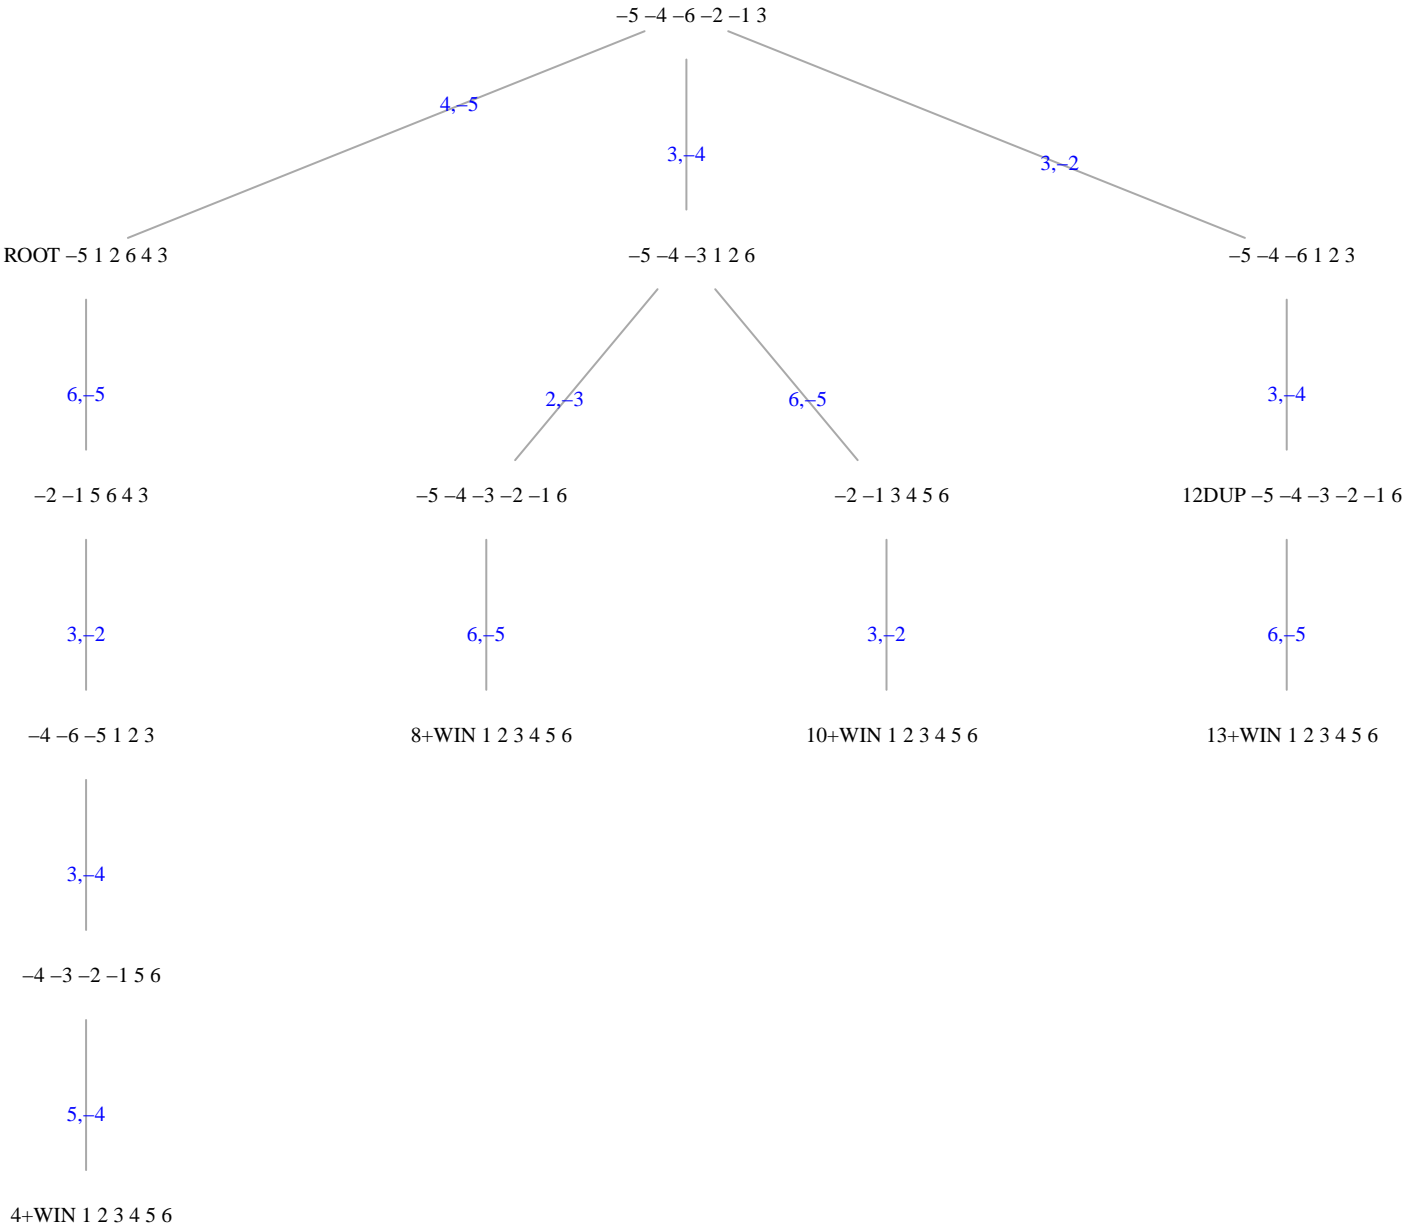 –5 –4 –6 –2 –1 3
4,–5
3,–4
3,–2
ROOT –5 1 2 6 4 3
–5 –4 –3 1 2 6
–5 –4 –6 1 2 3
6,–5
2,–3
6,–5
3,–4
–2 –1 5 6 4 3
–5 –4 –3 –2 –1 6
–2 –1 3 4 5 6
12DUP –5 –4 –3 –2 –1 6
3,–2
6,–5
3,–2
6,–5
–4 –6 –5 1 2 3
8+WIN 1 2 3 4 5 6
10+WIN 1 2 3 4 5 6
13+WIN 1 2 3 4 5 6
3,–4
–4 –3 –2 –1 5 6
5,–4
4+WIN 1 2 3 4 5 6